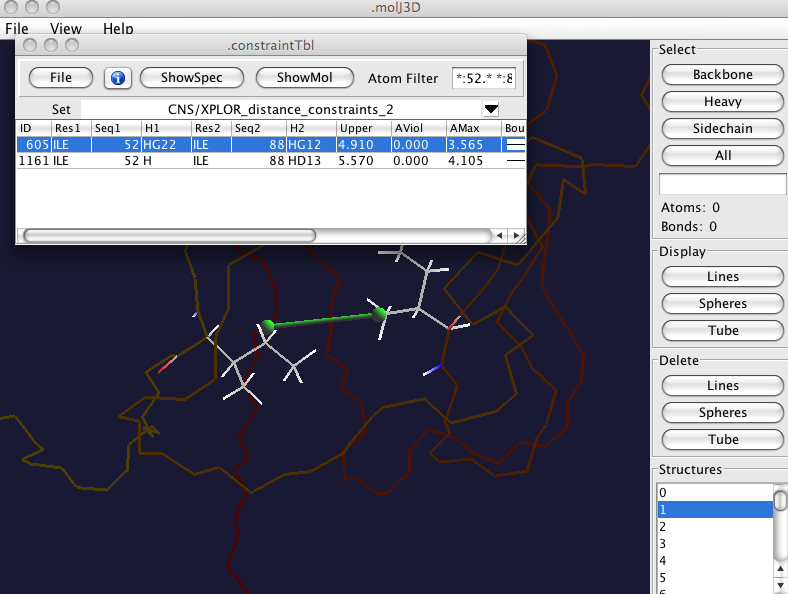 .molJ3D
File View Help
.constraintTbl
File ShowSpec ShowMol Atom Filter *:52.* *:8
Set CNS/XPLOR_distance_constraints_2
ID Res1 Seq1 H1 Res2 Seq2 H2 Upper AViol AMax Bou
605 ILE 52 HG22 ILE 88 HG12 4.910 0.000 3.565
1161 ILE 52 H ILE 88 HD13 5.570 0.000 4.105
Select
Backbone
Heavy
Sidechain
All
Atoms: 0
Bonds: 0
Display
Lines
Spheres
Tube
Delete
Lines
Spheres
Tube
Structures
0
1
2
3
4
5